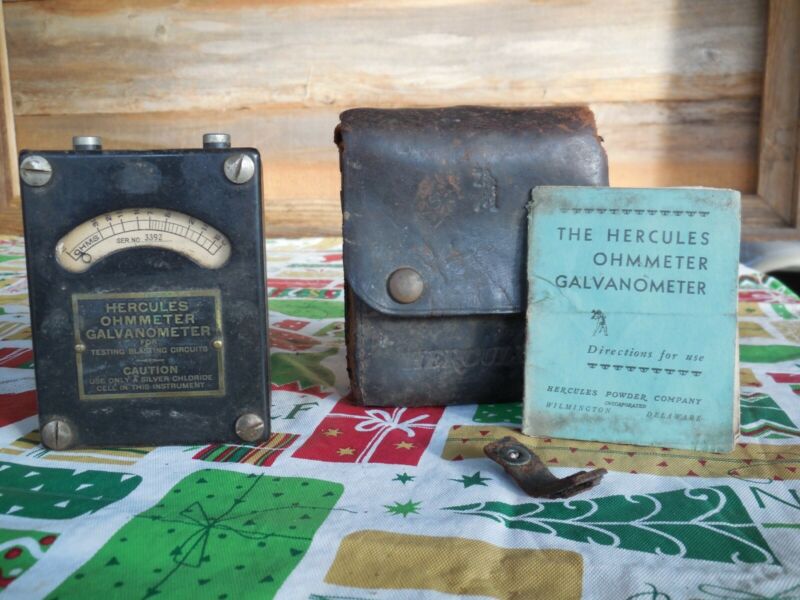 OHMS
SER. NO. 3392
HERCULES
OHMMETER
GALVANOMETER
FOR
TESTING BLASTING CIRCUITS
CAUTION
USE ONLY A SILVER CHLORIDE
CELL IN THIS INSTRUMENT
HERCUL
THE HERCULES
OHMMETER
GALVANOMETER
Directions for use
HERCULES POWDER COMPANY
INCORPORATED
WILMINGTON DELAWARE